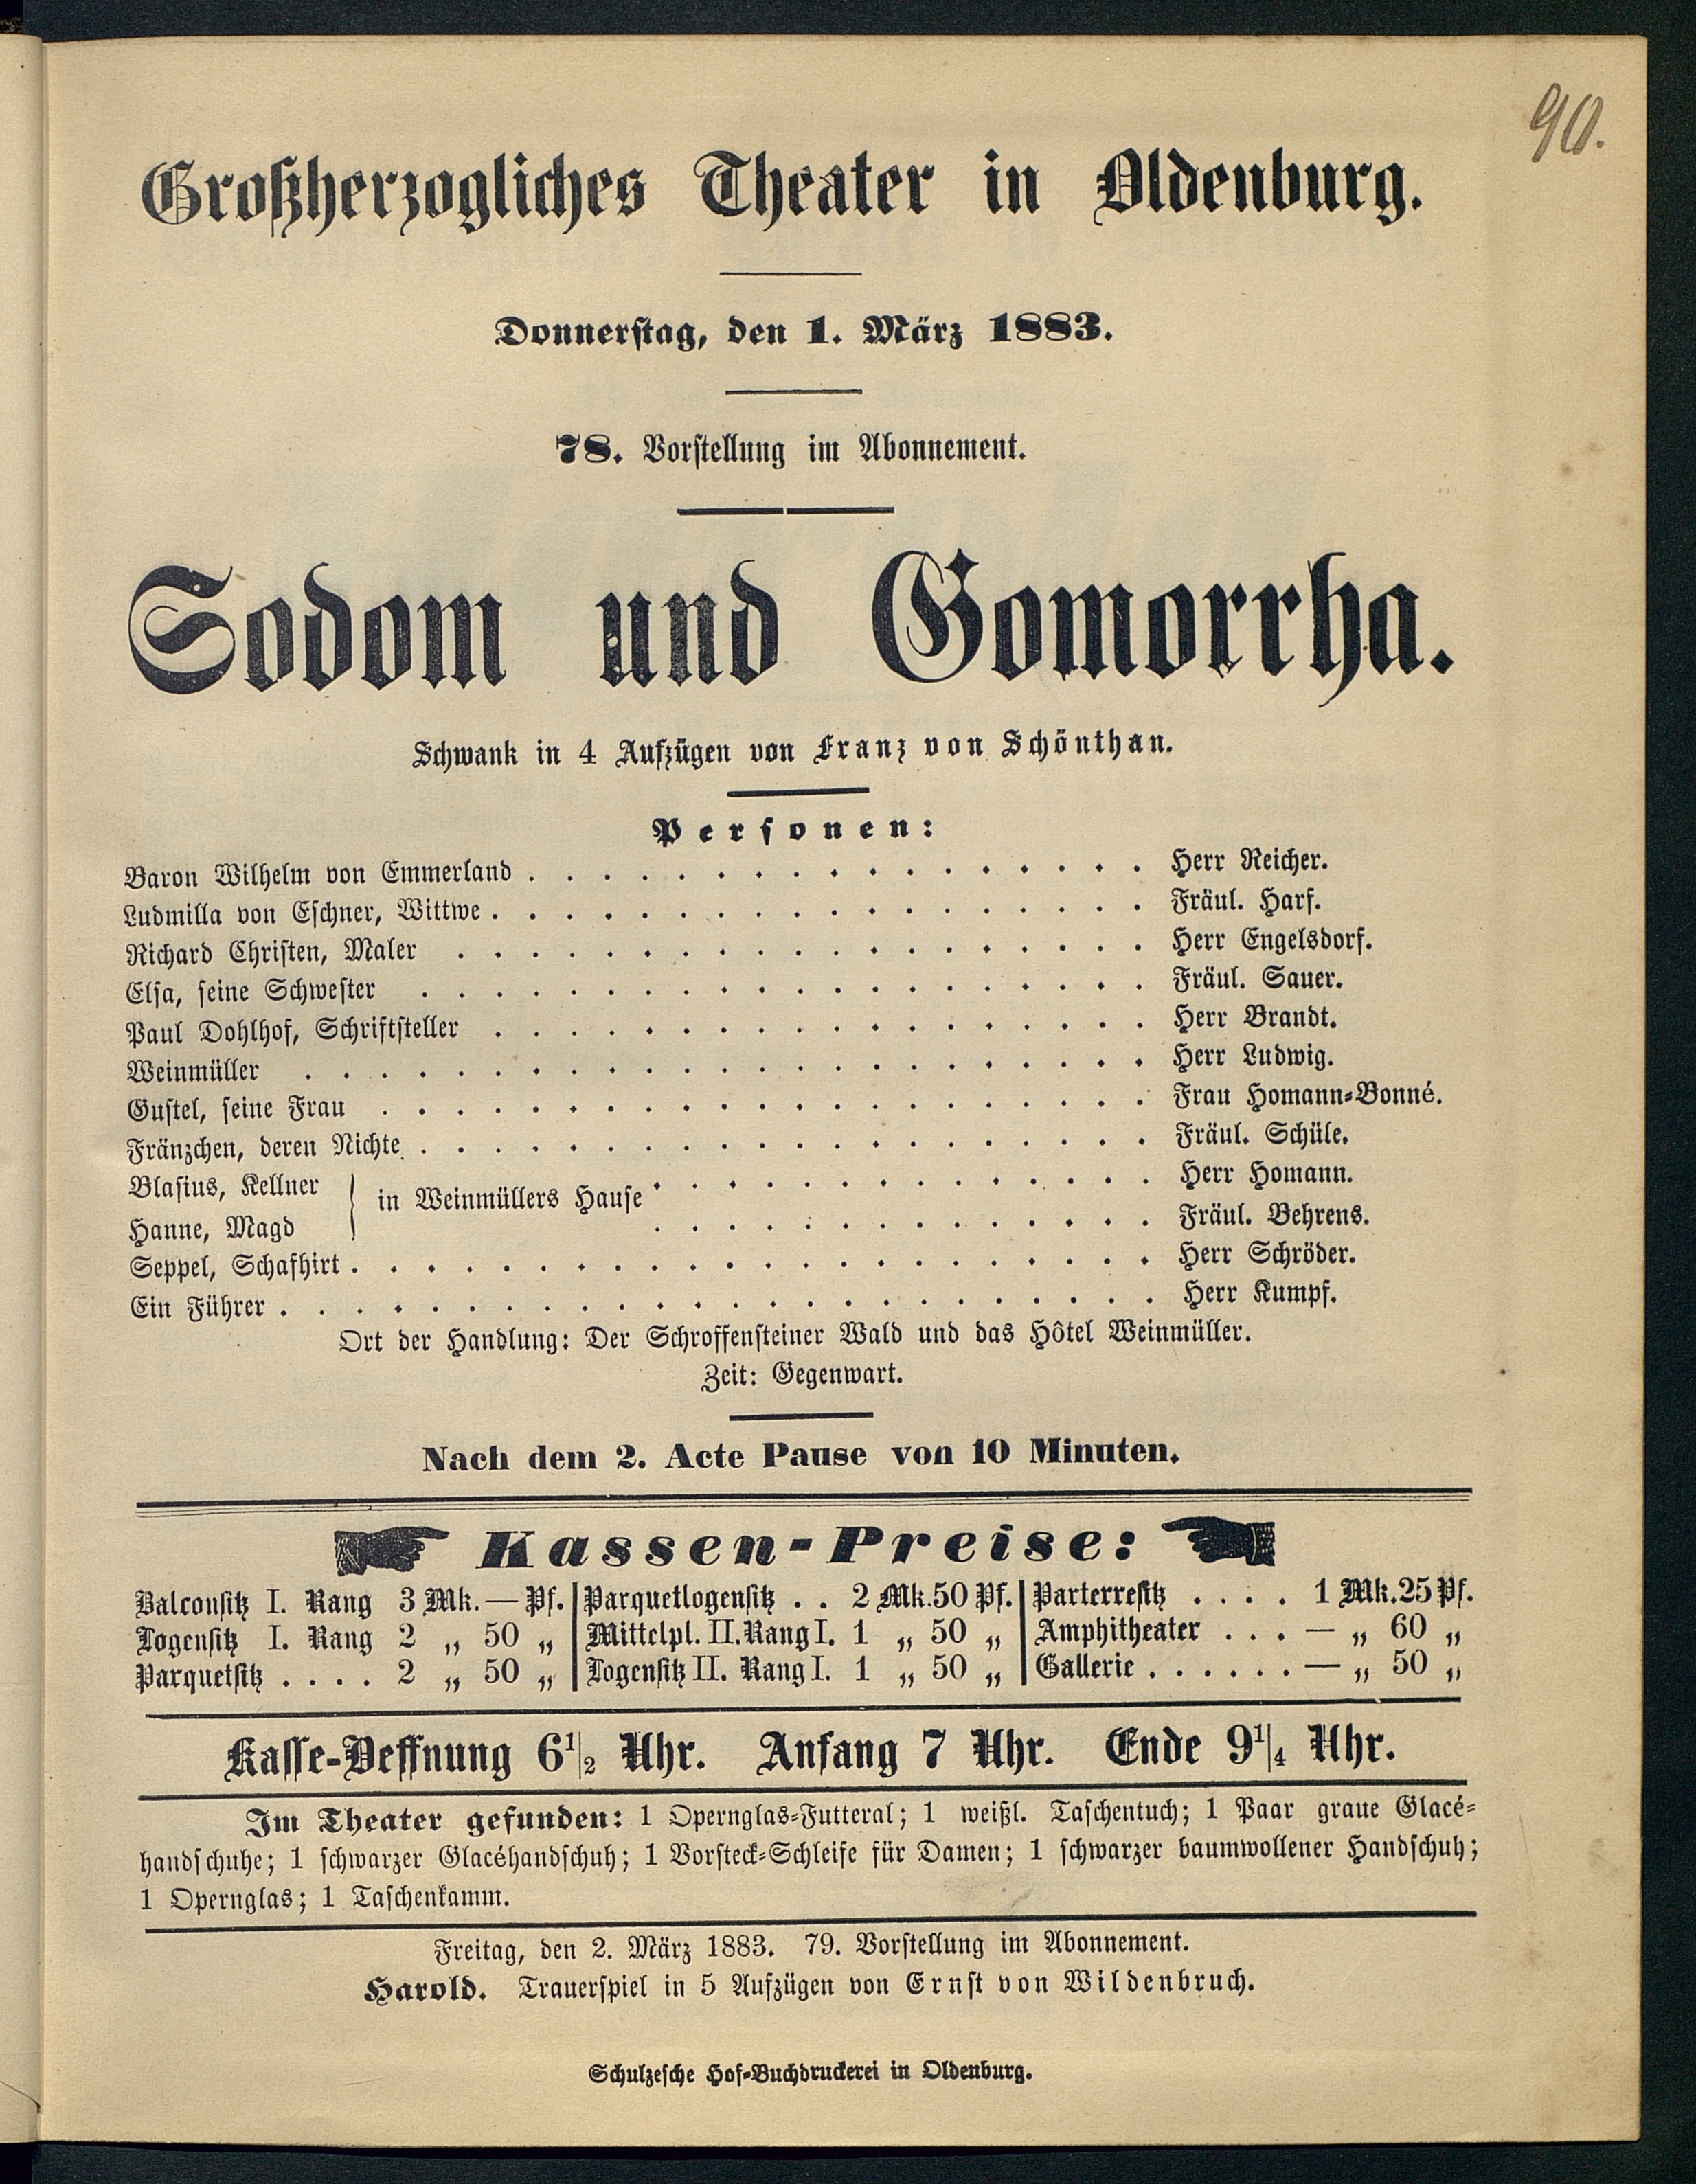 90.
Großherzogliches Theater in Oldenburg.
Donnerstag, den 1. März 1883.
78. Vorstellung im Abonnement.
Sodom und Gomorrha.
Schwank in 4 Aufzügen von Franz von Schönthan.
Personen:
Baron Wilhelm von Emmerland . . . . . . . . . . . . . . . . . Herr Reicher.
Ludmilla von Eschner, Wittwe . . . . . . . . . . . . . . . . . . Fräul. Harf.
Richard Christen, Maler . . . . . . . . . . . . . . . . . . . Herr Engelsdorf.
Elsa, seine Schwester . . . . . . . . . . . . . . . . . . . . Fräul. Sauer.
Paul Dohlhof, Schriftsteller . . . . . . . . . . . . . . . . . . Herr Brandt.
Weinmüller . . . . . . . . . . . . . . . . . . . . . . . Herr Ludwig.
Gustel, seine Frau . . . . . . . . . . . . . . . . . . . . . Frau Homann-Bonné.
Fränzchen, deren Nichte . . . . . . . . . . . . . . . . . . . . Fräul. Schüle.
Blasius, Kellner } in Weinmüllers Hause . . . . . . . . . . . . . . Herr Homann.
Hanne, Magd . . . . . . . . . . . . . . Fräul. Behrens.
Seppel, Schafhirt . . . . . . . . . . . . . . . . . . . . . . Herr Schröder.
Ein Führer . . . . . . . . . . . . . . . . . . . . . . . . Herr Kumpf.
Ort der Handlung: Der Schroffensteiner Wald und das Hôtel Weinmüller.
Zeit: Gegenwart.
Nach dem 2. Acte Pause von 10 Minuten.
Kassen-Preise:
Balconsitz I. Rang 3 Mk. — Pf. | Parquetlogensitz . . 2 Mk. 50 Pf. | Parterresitz . . . . 1 Mk. 25 Pf.
Logensitz I. Rang 2 „ 50 „ | Mittelpl. II. Rang I. 1 „ 50 „ | Amphitheater . . . — „ 60 „
Parquetsitz . . . . 2 „ 50 „ | Logensitz II. Rang I. 1 „ 50 „ | Gallerie . . . . . . — „ 50 „
Kasse-Oeffnung 6 1/2 Uhr. Anfang 7 Uhr. Ende 9 1/4 Uhr.
Im Theater gefunden: 1 Opernglas-Futteral; 1 weißl. Taschentuch; 1 Paar graue Glacé-
handschuhe; 1 schwarzer Glacéhandschuh; 1 Vorsteck-Schleife für Damen; 1 schwarzer baumwollener Handschuh;
1 Opernglas; 1 Taschenkamm.
Freitag, den 2. März 1883. 79. Vorstellung im Abonnement.
Harold. Trauerspiel in 5 Aufzügen von Ernst von Wildenbruch.
Schulzesche Hof-Buchdruckerei in Oldenburg.